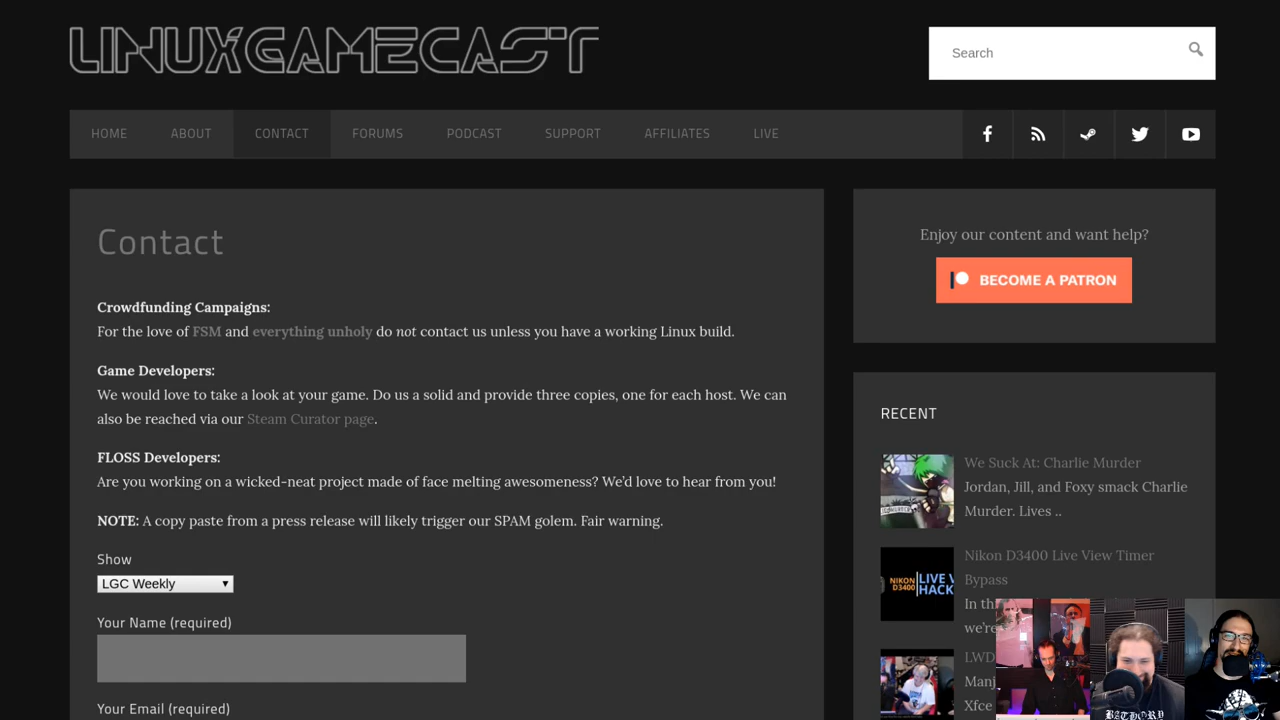 LINUXGAMECAST
Search
HOME ABOUT CONTACT FORUMS PODCAST SUPPORT AFFILIATES LIVE
Contact
Crowdfunding Campaigns:
For the love of FSM and everything unholy do not contact us unless you have a working Linux build.
Game Developers:
We would love to take a look at your game. Do us a solid and provide three copies, one for each host. We can
also be reached via our Steam Curator page.
FLOSS Developers:
Are you working on a wicked-neat project made of face melting awesomeness? We'd love to hear from you!
NOTE: A copy paste from a press release will likely trigger our SPAM golem. Fair warning.
Show
LGC Weekly
Your Name (required)
Your Email (required)
Enjoy our content and want help?
BECOME A PATRON
RECENT
We Suck At: Charlie Murder
Jordan, Jill, and Foxy smack Charlie
Murder. Lives ..
NIKON
D3400
LIVE V
HACK
Nikon D3400 Live View Timer
Bypass
In
we're
LWD
Manj
Xfce
BATHORY